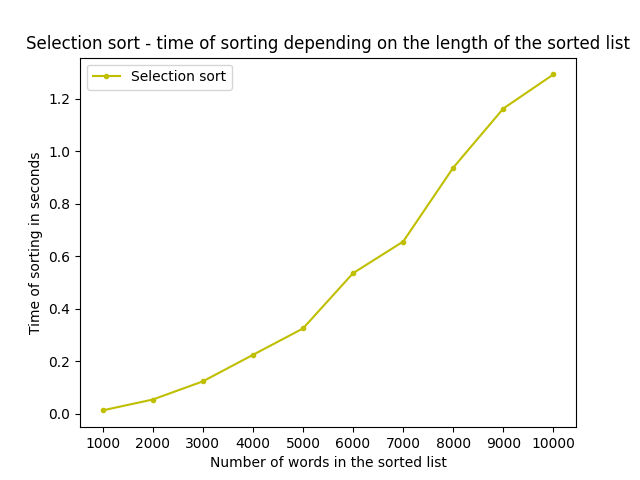 Selection sort - time of sorting depending on the length of the sorted list
Selection sort
Time of sorting in seconds
1.2
1.0
0.8
0.6
0.4
0.2
0.0
1000 2000 3000 4000 5000 6000 7000 8000 9000 10000
Number of words in the sorted list